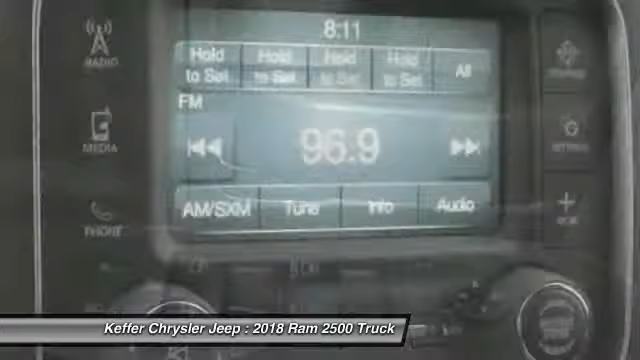 8:11
Hold to Set Hold to Set Hold to Set Hold to Set All
FM
RADIO
96.9
MEDIA
SETTINGS
AM/SXM Tune Info Audio
PHONE
Keffer Chrysler Jeep : 2018 Ram 2500 Truck